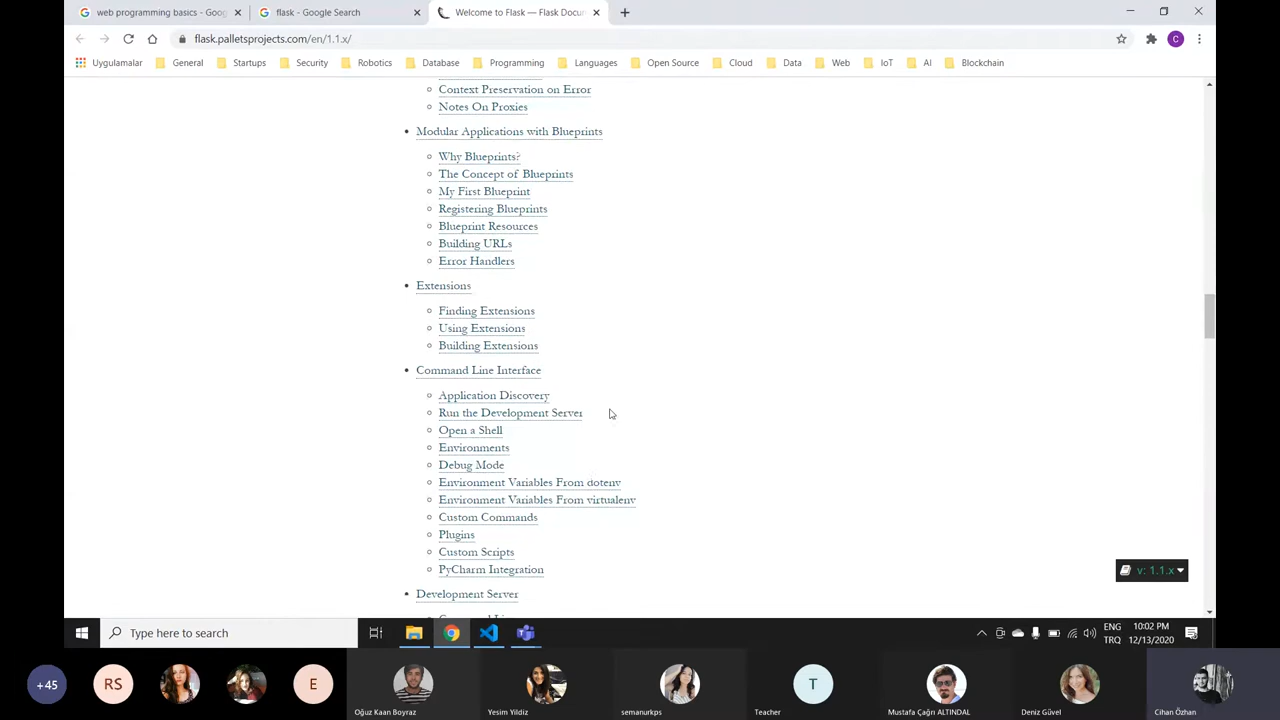 web programming basics - Goog
flask - Google Search
Welcome to Flask — Flask Docum
flask.palletsprojects.com/en/1.1.x/
C
Uygulamalar
General
Startups
Security
Robotics
Database
Programming
Languages
Open Source
Cloud
Data
Web
IoT
AI
Blockchain
Context Preservation on Error
Notes On Proxies
Modular Applications with Blueprints
Why Blueprints?
The Concept of Blueprints
My First Blueprint
Registering Blueprints
Blueprint Resources
Building URLs
Error Handlers
Extensions
Finding Extensions
Using Extensions
Building Extensions
Command Line Interface
Application Discovery
Run the Development Server
Open a Shell
Environments
Debug Mode
Environment Variables From dotenv
Environment Variables From virtualenv
Custom Commands
Plugins
Custom Scripts
PyCharm Integration
v: 1.1.x
Development Server
Type here to search
ENG
TRQ
10:02 PM
12/13/2020
+45
RS
E
T
Oğuz Kaan Boyraz
Yesim Yildiz
semanurkps
Teacher
Mustafa Çağrı ALTINDAL
Deniz Güvel
Cihan Özhan